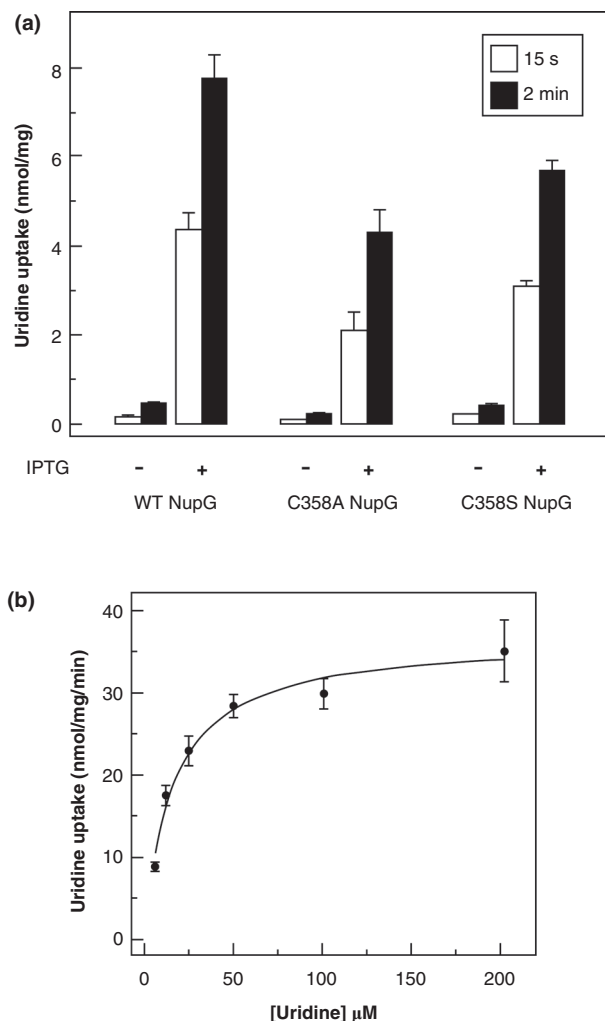 (a)
Uridine uptake (nmol/mg)
8
6
4
2
0
15 s
2 min
IPTG - + - + - +
WT NupG C358A NupG C358S NupG
(b)
Uridine uptake (nmol/mg/min)
40
30
20
10
0
0 50 100 150 200
[Uridine] μM